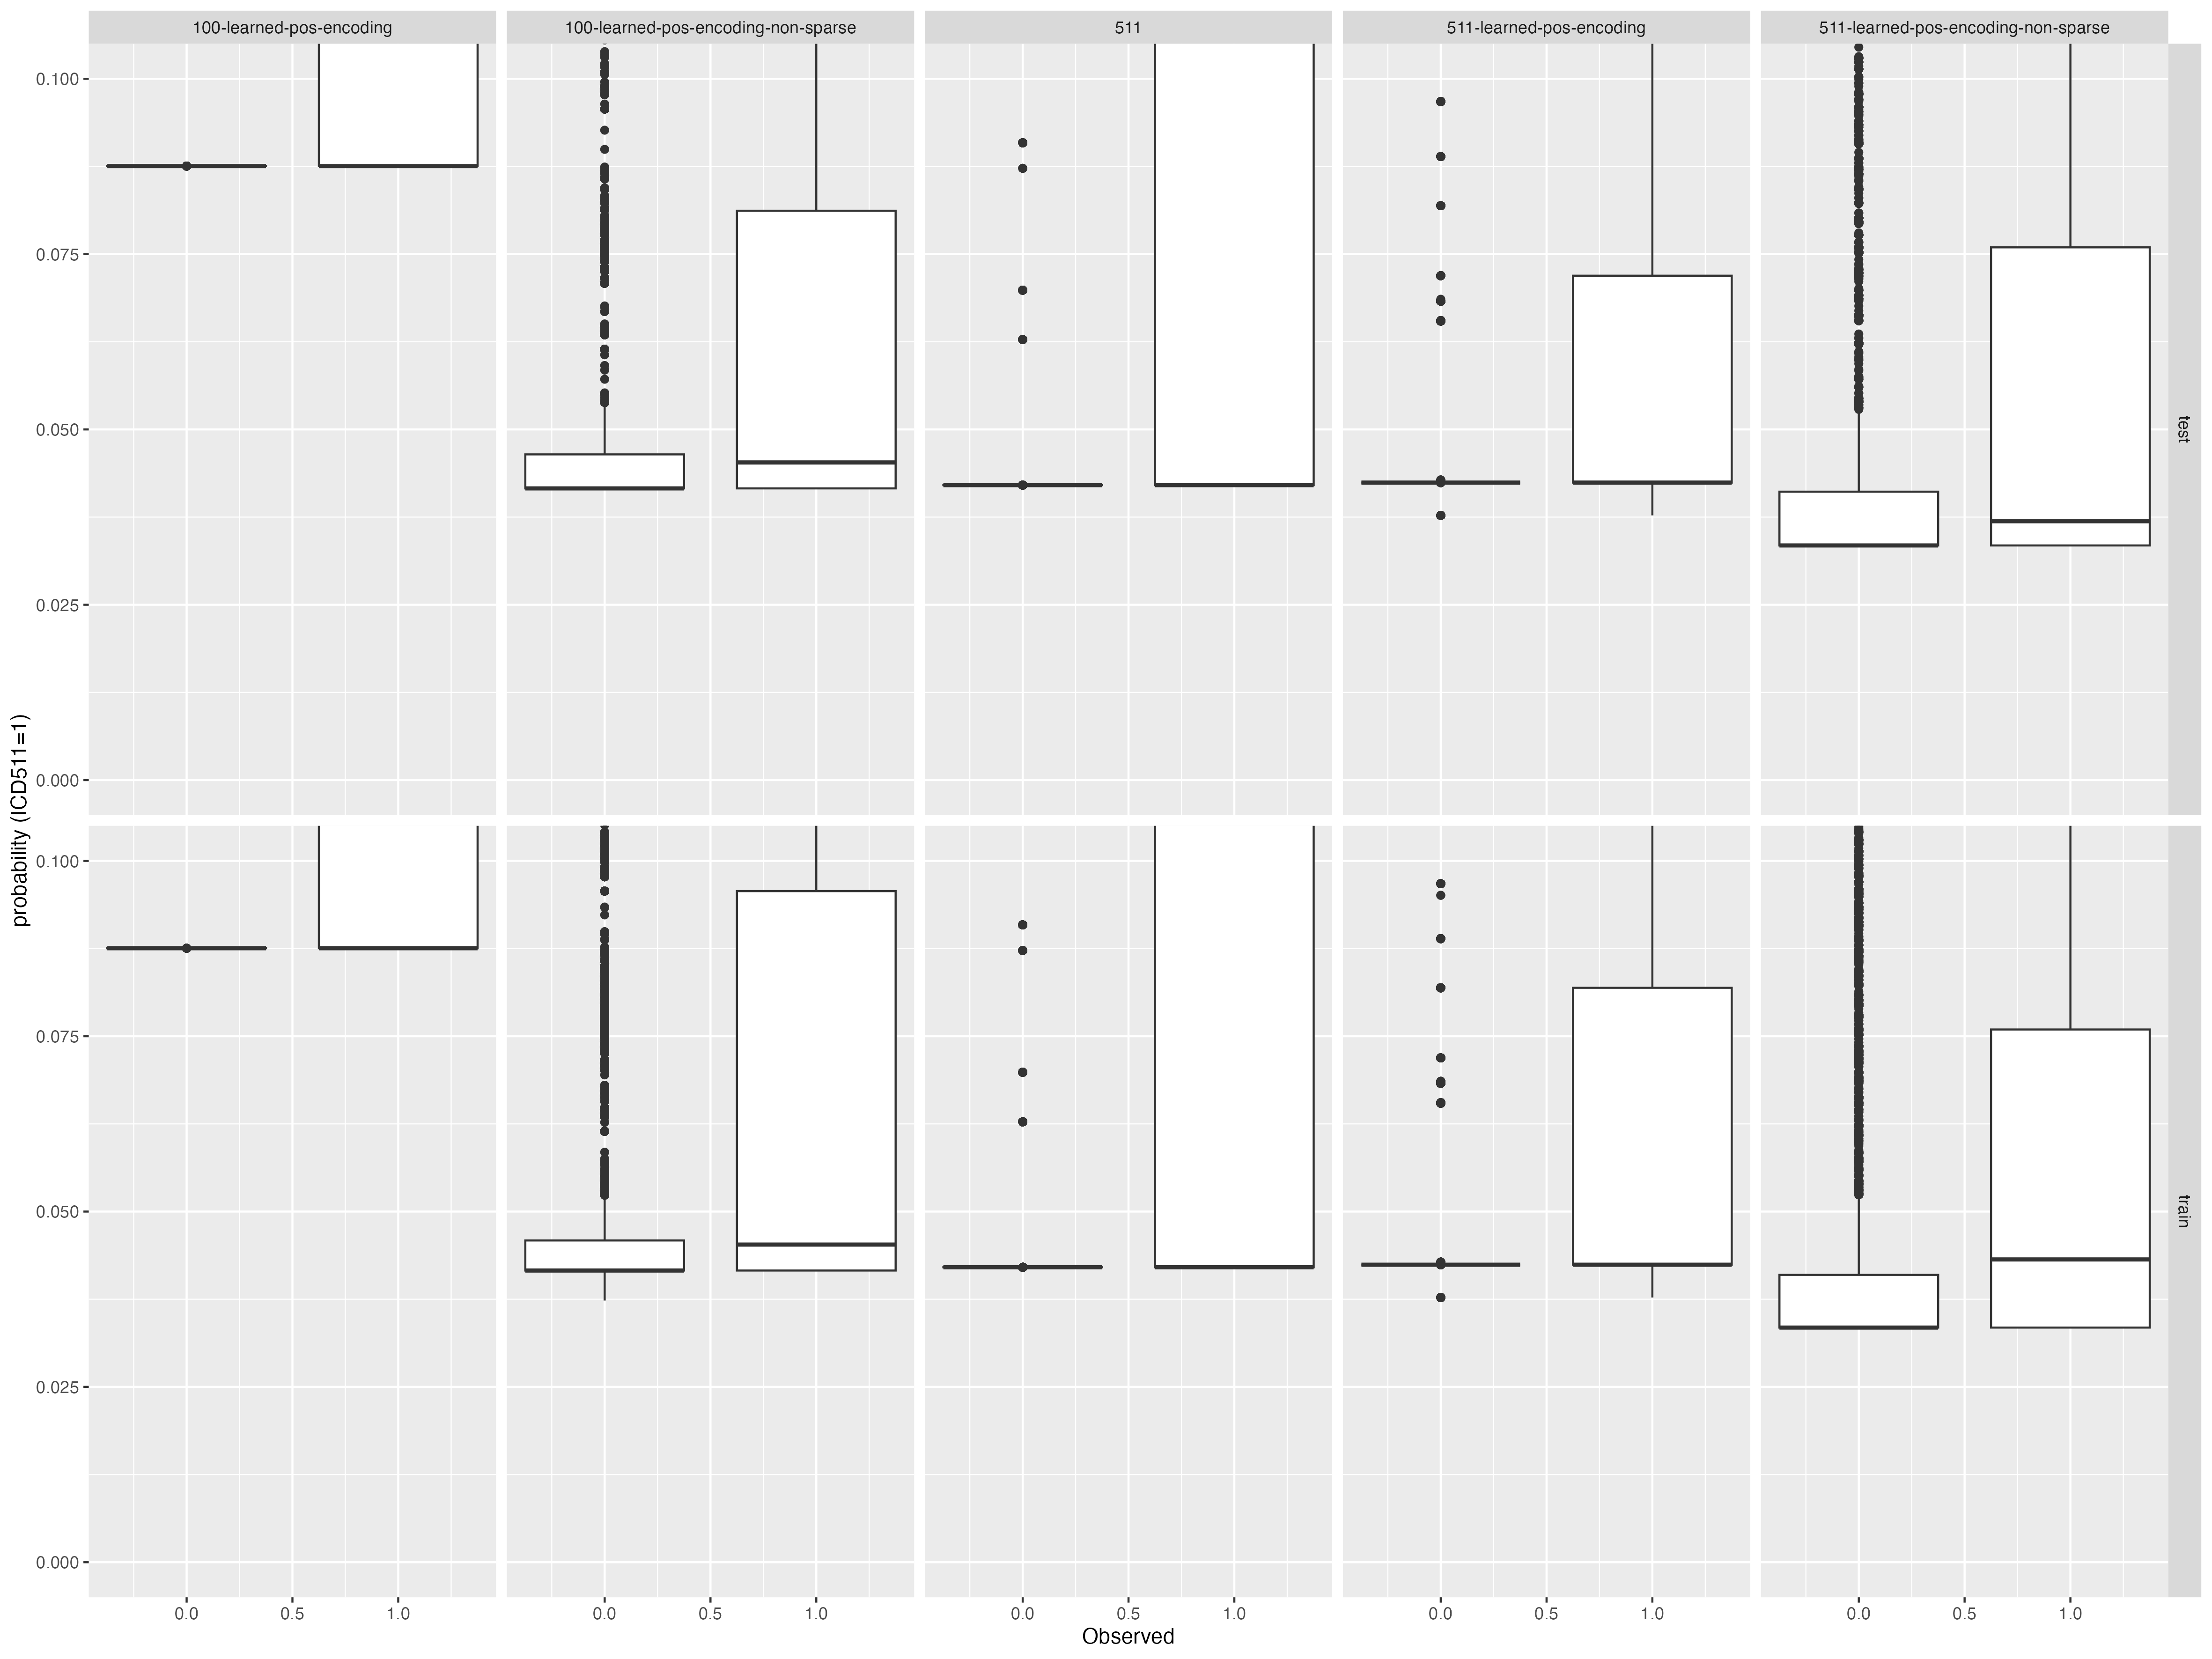 100-learned-pos-encoding
100-learned-pos-encoding-non-sparse
511
511-learned-pos-encoding
511-learned-pos-encoding-non-sparse
probability (ICD511=1)
0.100
0.075
0.050
0.025
0.000
test
0.100
0.075
0.050
0.025
0.000
train
0.0 0.5 1.0
0.0 0.5 1.0
0.0 0.5 1.0
0.0 0.5 1.0
0.0 0.5 1.0
Observed